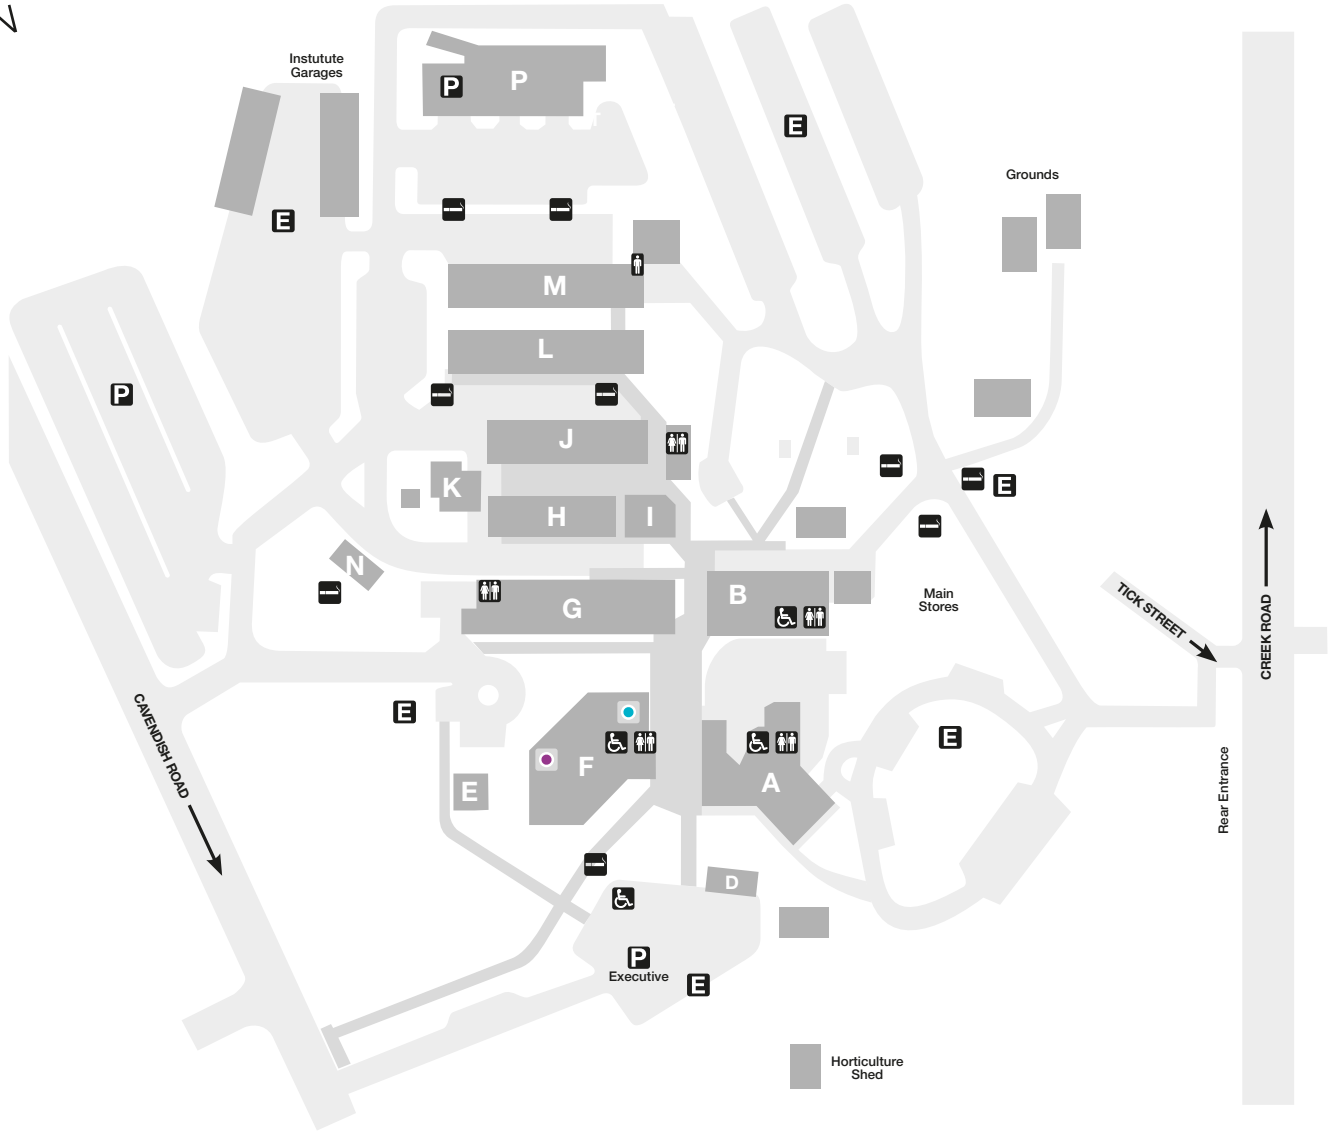 Instutute
Garages
P
P
E
Grounds
E
M
L
P
J
K
E
H
I
N
B
G
Main
Stores
TICK STREET
CREEK ROAD
CAVENDISH ROAD
E
E
F
A
E
Rear Entrance
D
P
Executive
E
Horticulture
Shed